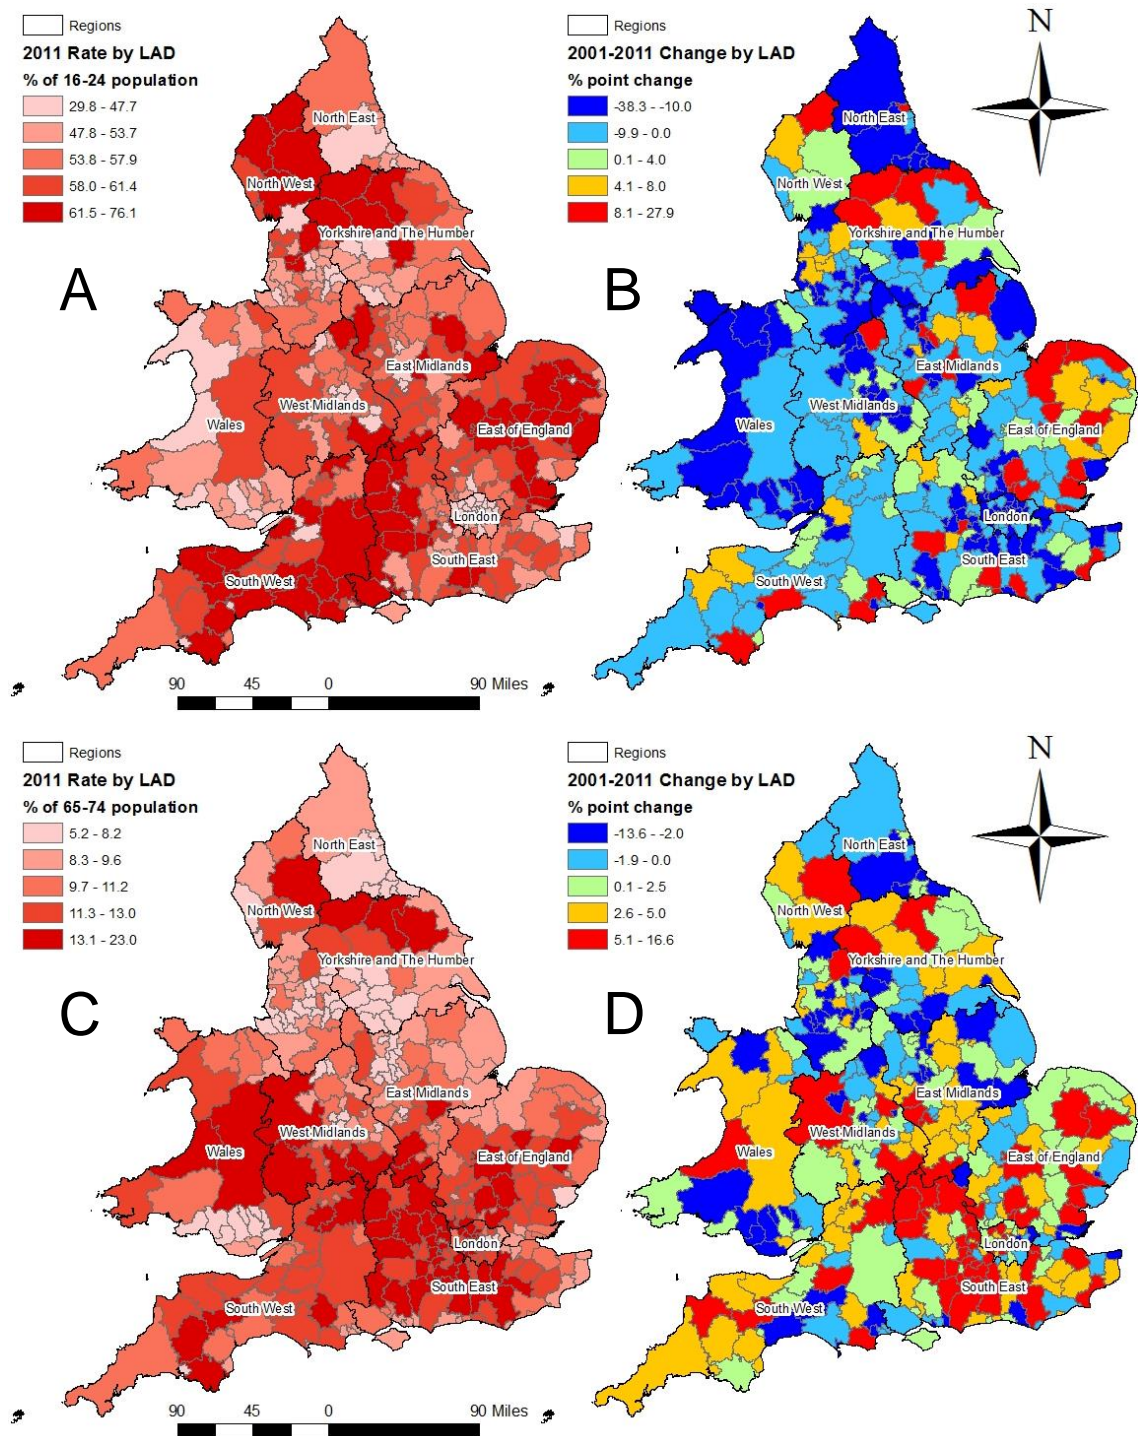 Regions
2011 Rate by LAD
% of 16-24 population
29.8 - 47.7
47.8 - 53.7
53.8 - 57.9
58.0 - 61.4
61.5 - 76.1
North East
North West
Yorkshire and The Humber
A
East Midlands
West Midlands
Wales
East of England
London
South East
South West
90 45 0 90 Miles
Regions
2001-2011 Change by LAD
% point change
-38.3 - -10.0
-9.9 - 0.0
0.1 - 4.0
4.1 - 8.0
8.1 - 27.9
N
North East
North West
Yorkshire and The Humber
B
East Midlands
West Midlands
Wales
East of England
London
South East
South West
Regions
2011 Rate by LAD
% of 65-74 population
5.2 - 8.2
8.3 - 9.6
9.7 - 11.2
11.3 - 13.0
13.1 - 23.0
North East
North West
Yorkshire and The Humber
C
East Midlands
West Midlands
Wales
East of England
London
South East
South West
90 45 0 90 Miles
Regions
2001-2011 Change by LAD
% point change
-13.6 - -2.0
-1.9 - 0.0
0.1 - 2.5
2.6 - 5.0
5.1 - 16.6
N
North East
North West
Yorkshire and The Humber
D
East Midlands
West Midlands
Wales
East of England
London
South East
South West